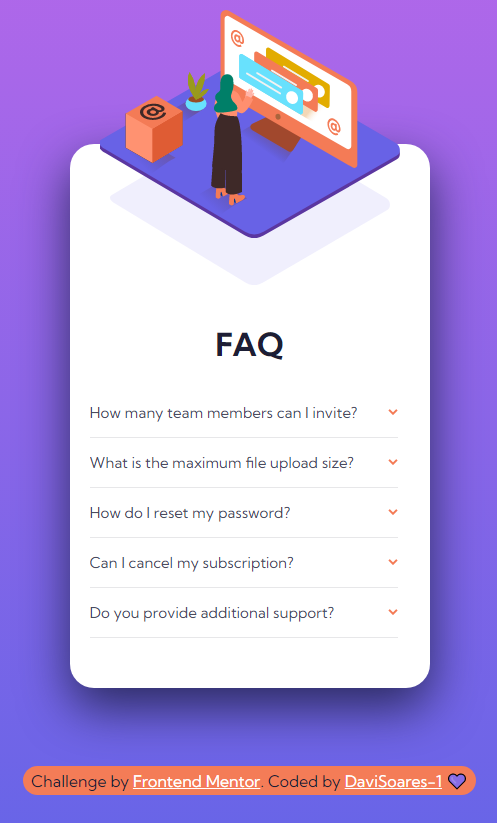 @
@
@
FAQ
How many team members can I invite?
What is the maximum file upload size?
How do I reset my password?
Can I cancel my subscription?
Do you provide additional support?
Challenge by Frontend Mentor. Coded by DaviSoares-1